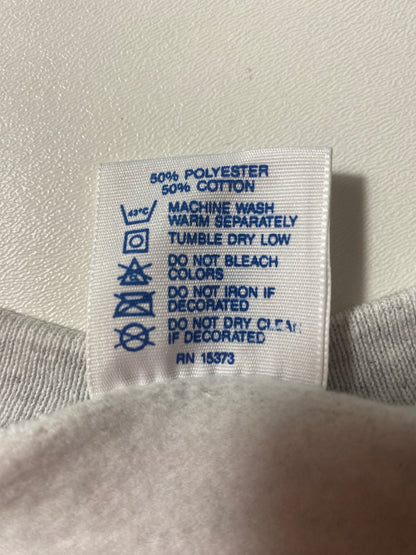 50% POLYESTER
50% COTTON
43°C MACHINE WASH
WARM SEPARATELY
TUMBLE DRY LOW
DO NOT BLEACH
COLORS
DO NOT IRON IF
DECORATED
DO NOT DRY CLEAN
IF DECORATED
RN 15373